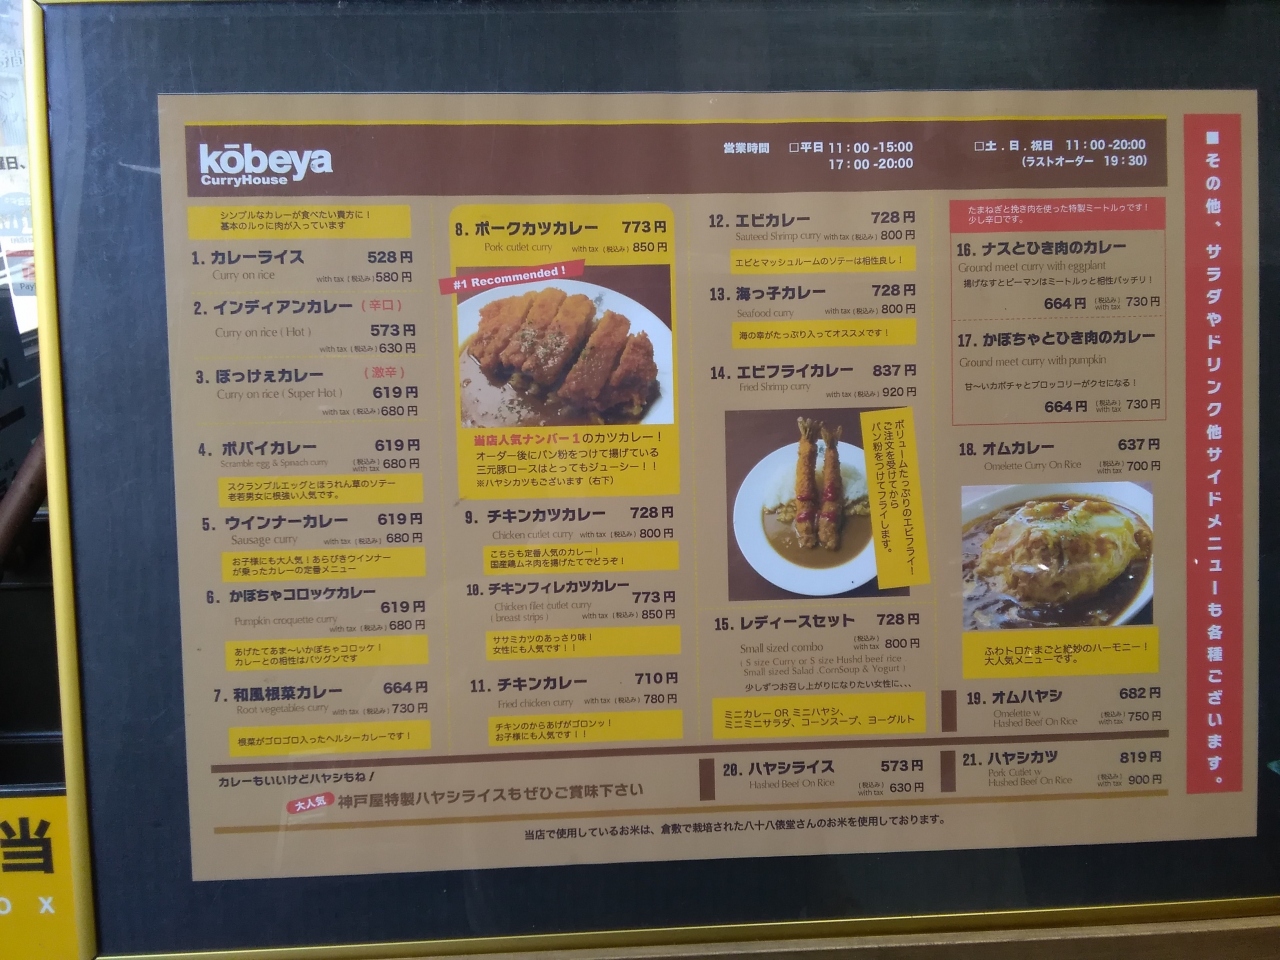 kōbeya
CurryHouse
営業時間 □平日 11:00-15:00
17:00-20:00
□土.日.祝日 11:00-20:00
(ラストオーダー 19:30)
シンプルなカレーが食べたい貴方に!
基本のルゥに肉が入っています
1. カレーライス 528円
Curry on rice with tax (税込み) 580円
2. インディアンカレー (辛口)
Curry on rice ( Hot ) 573円
with tax (税込み) 630円
3. ぼっけぇカレー (激辛)
Curry on rice ( Super Hot ) 619円
with tax (税込み) 680円
4. ポパイカレー 619円
Scramble egg & Spinach curry (税込み) with tax 680円
スクランブルエッグとほうれん草のソテー
老若男女に根強い人気です。
5. ウインナーカレー 619円
Sausage curry (税込み) with tax 680円
お子様にも大人気!あらびきウインナー
が乗ったカレーの定番メニュー
6. かぼちゃコロッケカレー
619円
Pumpkin croquette curry
with tax (税込み) 680円
あげたてあま〜いかぼちゃコロッケ!
カレーとの相性はバツグンです
7. 和風根菜カレー 664円
Root vegetables curry with tax (税込み) 730円
根菜がゴロゴロ入ったヘルシーカレーです!
8. ポークカツカレー 773円
Pork cutlet curry with tax (税込み) 850円
#1 Recommended !
当店人気ナンバー1のカツカレー!
オーダー後にパン粉をつけて揚げている
三元豚ロースはとってもジューシー!!
※ハヤシカツもございます(右下)
9. チキンカツカレー 728円
Chicken cutlet curry with tax (税込み) 800円
こちらも定番人気のカレー!
国産鶏ムネ肉を揚げたてでどうぞ!
10. チキンフィレカツカレー
Chicken filet cutlet curry 773円
( breast strips ) with tax (税込み) 850円
ササミカツのあっさり味!
女性にも人気です!!
11. チキンカレー 710円
Fried chicken curry with tax (税込み) 780円
チキンのからあげがゴロンッ!
お子様にも人気です!!
12. エビカレー 728円
Sauteed Shrimp curry with tax (税込み) 800円
エビとマッシュルームのソテーは相性良し!
13. 海っ子カレー 728円
Seafood curry with tax (税込み) 800円
海の幸がたっぷり入ってオススメです!
14. エビフライカレー 837円
Fried Shrimp curry with tax (税込み) 920円
ボリュームたっぷりのエビフライ!
ご注文を受けてから
パン粉をつけてフライします。
15. レディースセット 728円
Small sized combo (税込み) with tax 800円
( S size Curry or S size Hushd beef rice
Small sized Salad .CornSoup & Yogurt )
少しずつお召し上がりになりたい女性に、、、
ミニカレー OR ミニハヤシ、
ミニミニサラダ、コーンスープ、ヨーグルト
たまねぎと挽き肉を使った特製ミートルゥです!
少し辛口です。
16. ナスとひき肉のカレー
Ground meet curry with eggplant
揚げなすとピーマンはミートルゥと相性バッチリ!
664円 (税込み) with tax 730円
17. かぼちゃとひき肉のカレー
Ground meet curry with pumpkin
甘〜いカボチャとブロッコリーがクセになる!
664円 (税込み) with tax 730円
18. オムカレー 637円
Omelette Curry On Rice (税込み) with tax 700円
ふわトロたまごと絶妙のハーモニー!
大人気メニューです。
19. オムハヤシ 682円
Omelette w
Hashed Beef On Rice (税込み) with tax 750円
カレーもいいけどハヤシもね!
大人気 神戸屋特製ハヤシライスもぜひご賞味下さい
20. ハヤシライス 573円
Hashed Beef On Rice (税込み) with tax 630円
21. ハヤシカツ 819円
Pork Cutlet w
Hashed Beef On Rice (税込み) with tax 900円
当店で使用しているお米は、倉敷で栽培された八十八俵堂さんのお米を使用しております。
■その他、サラダやドリンク他サイドメニューも各種ございます。
当
O X